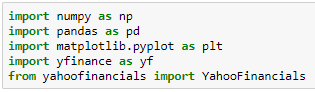 import numpy as np
import pandas as pd
import matplotlib.pyplot as plt
import yfinance as yf
from yahoofinancials import YahooFinancials